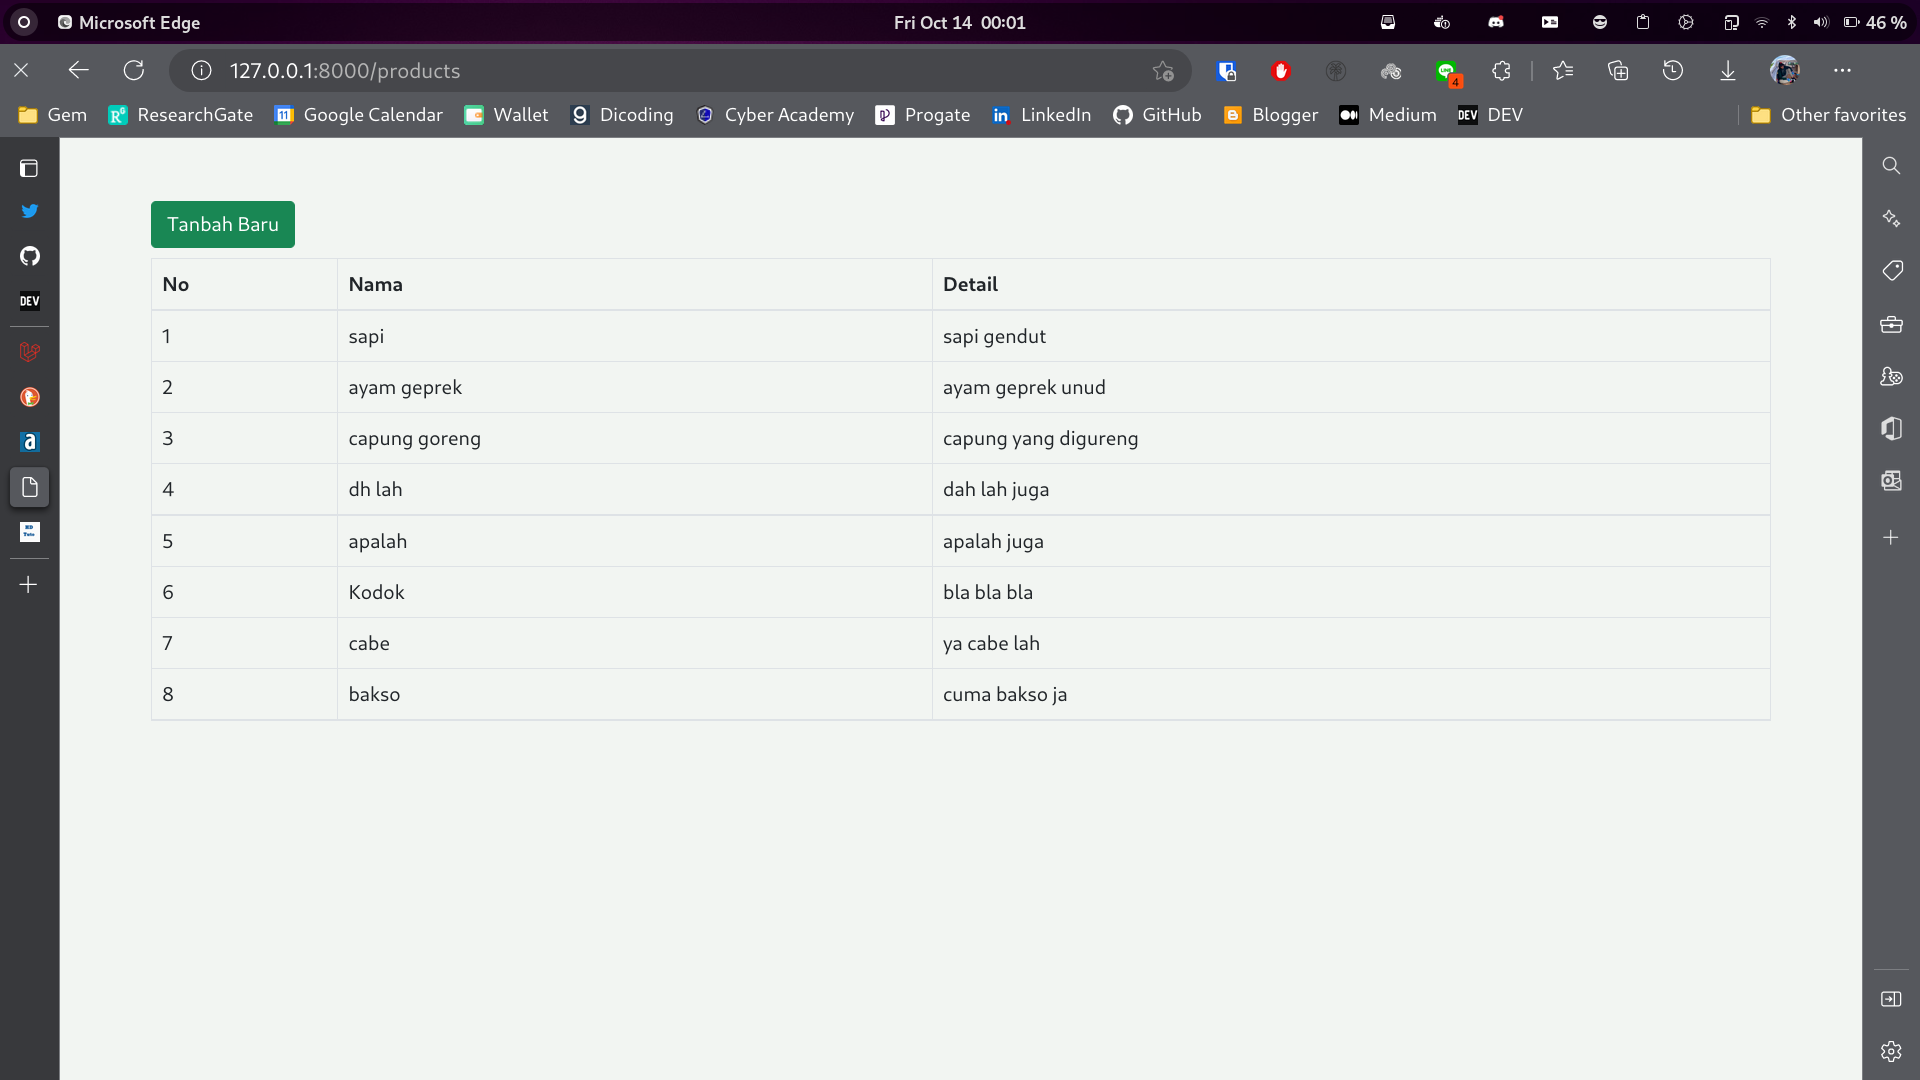 Microsoft Edge
Fri Oct 14 00:01
46 %
127.0.0.1:8000/products
4
Gem
ResearchGate
Google Calendar
Wallet
Dicoding
Cyber Academy
Progate
LinkedIn
GitHub
Blogger
Medium
DEV
Other favorites
Tanbah Baru
No Nama Detail
1 sapi sapi gendut
2 ayam geprek ayam geprek unud
3 capung goreng capung yang digureng
4 dh lah dah lah juga
5 apalah apalah juga
6 Kodok bla bla bla
7 cabe ya cabe lah
8 bakso cuma bakso ja
DEV